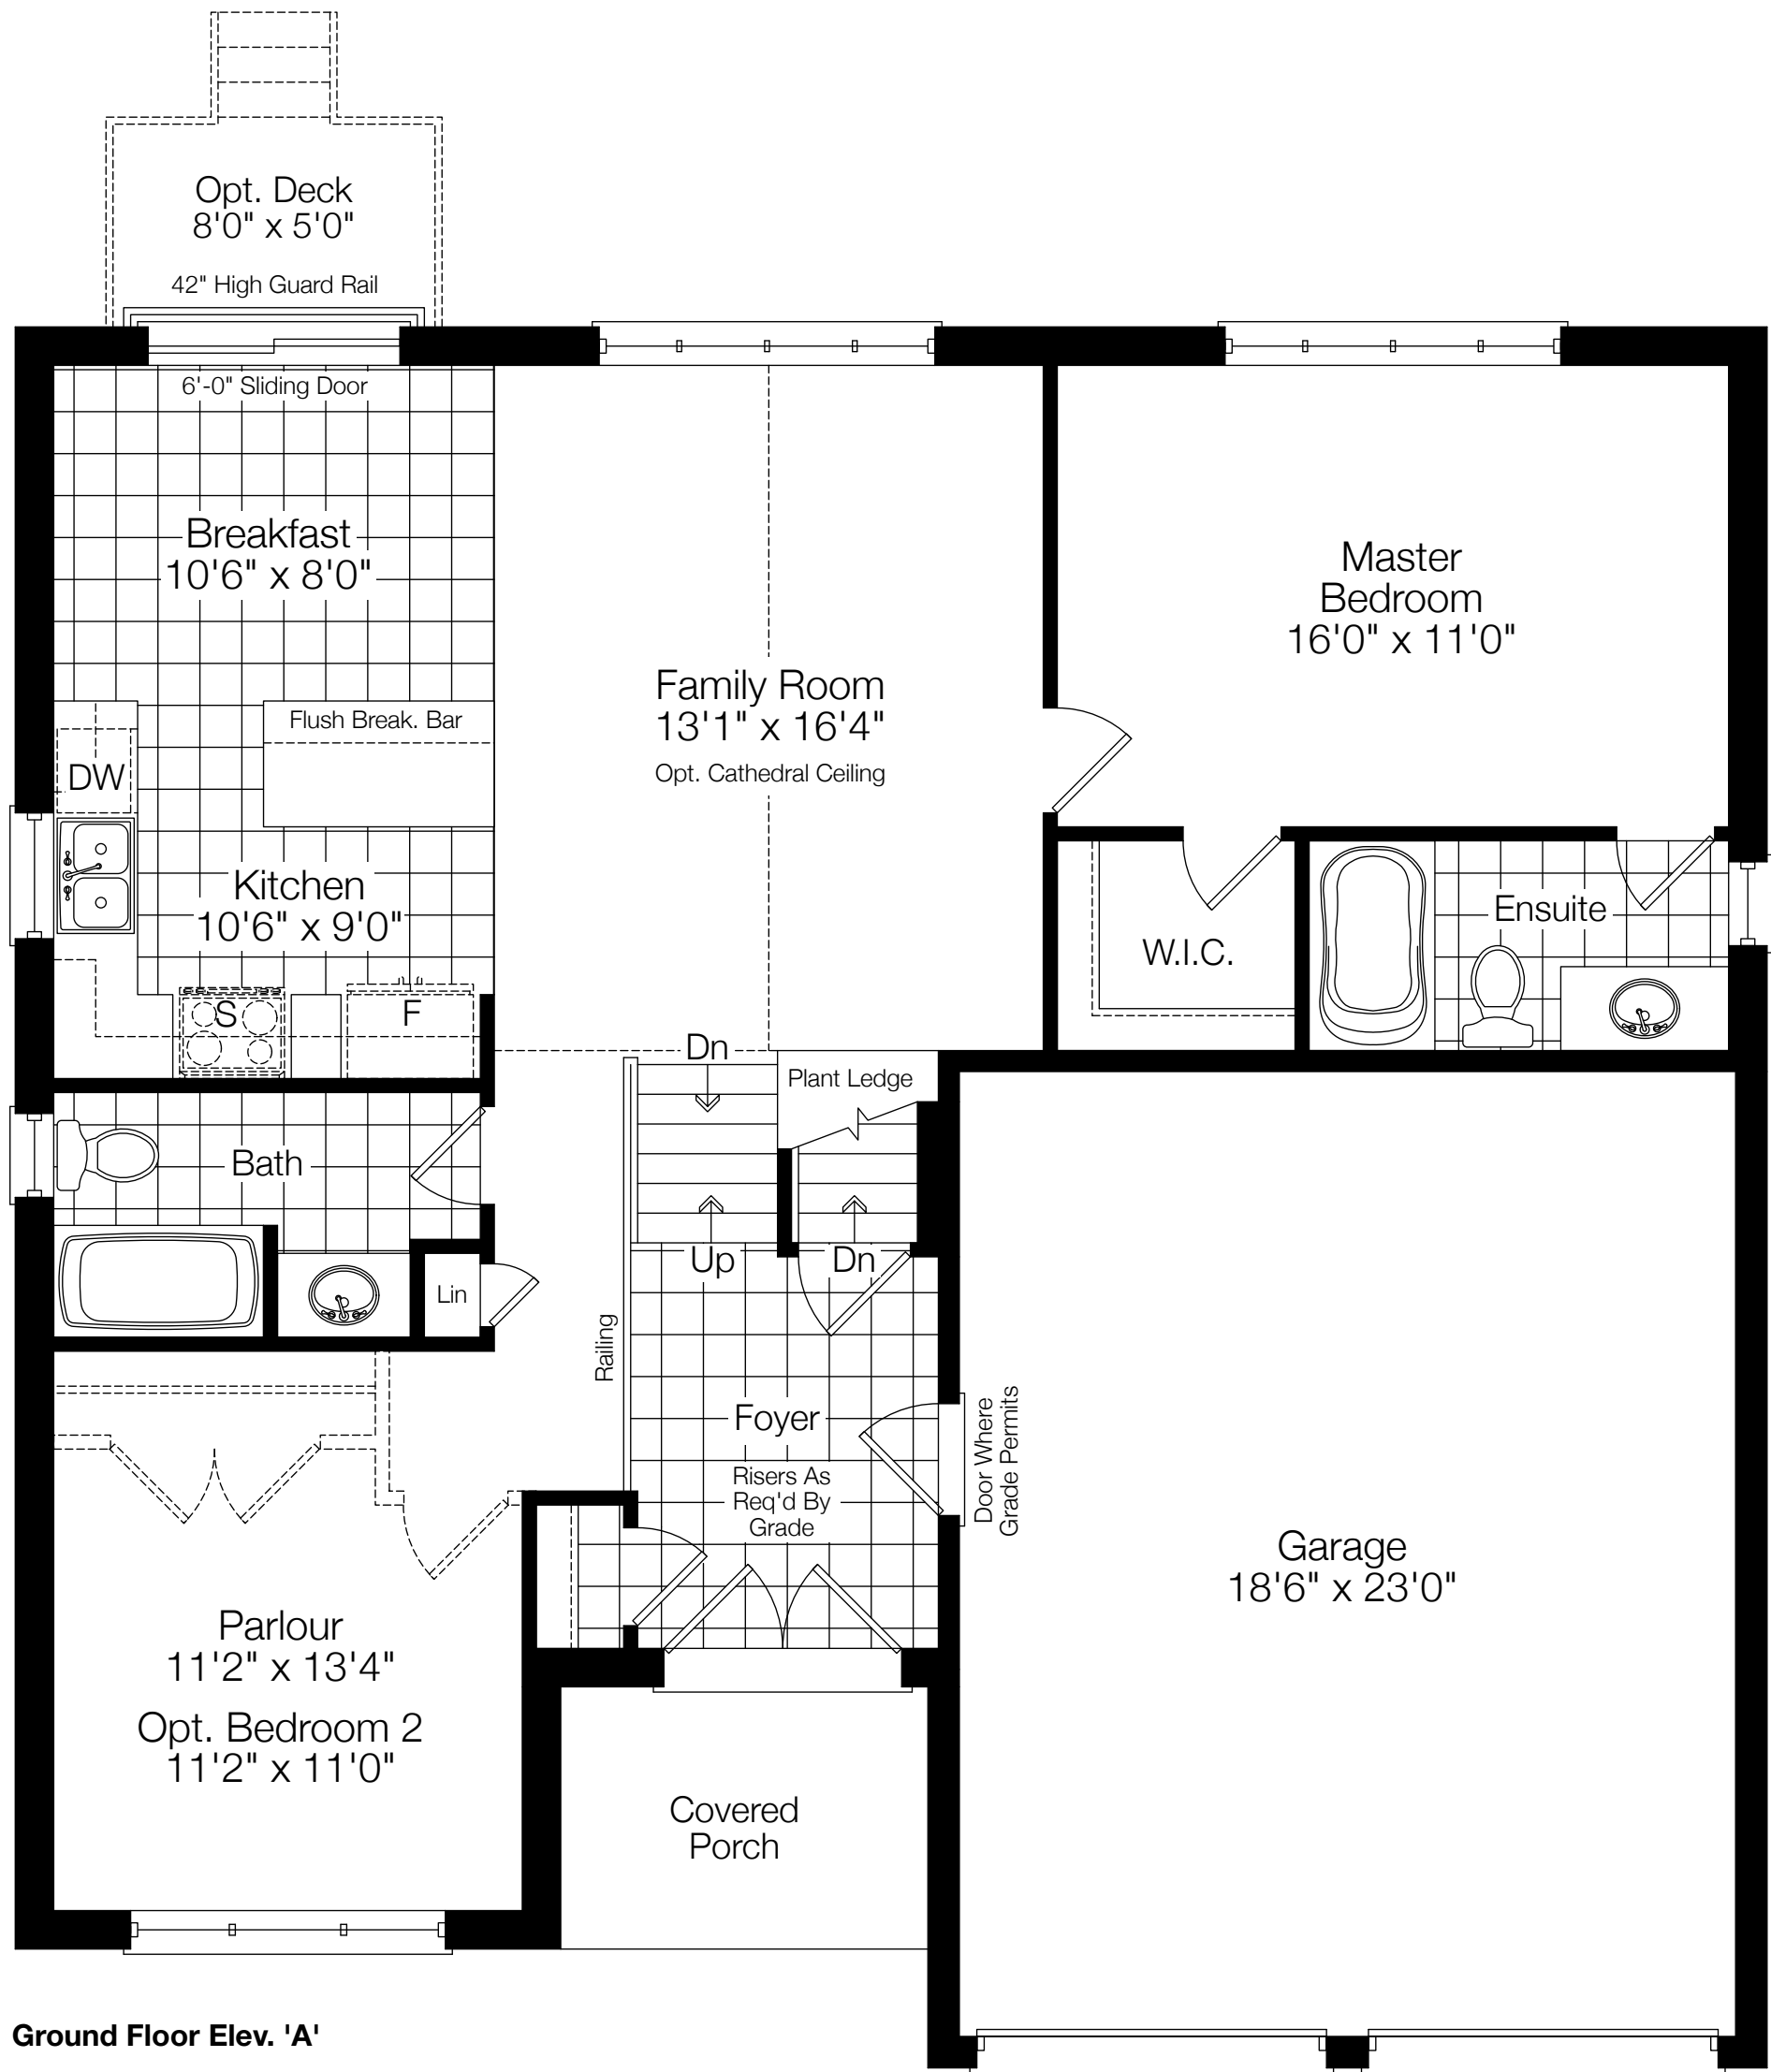 Opt. Deck
8'0" x 5'0"
42" High Guard Rail
6'-0" Sliding Door
Breakfast
10'6" x 8'0"
Master
Bedroom
16'0" x 11'0"
Family Room
13'1" x 16'4"
Opt. Cathedral Ceiling
Flush Break. Bar
DW
Kitchen
10'6" x 9'0"
Ensuite
W.I.C.
S
F
Dn
Plant Ledge
Bath
Up
Dn
Lin
Railing
Foyer
Door Where
Grade Permits
Risers As
Req'd By
Grade
Garage
18'6" x 23'0"
Parlour
11'2" x 13'4"
Opt. Bedroom 2
11'2" x 11'0"
Covered
Porch
Ground Floor Elev. 'A'